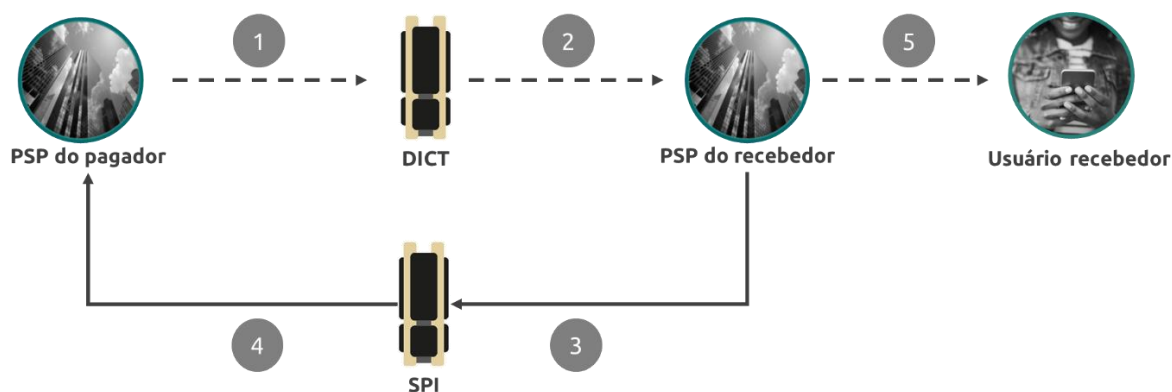 1
2
5
PSP do pagador
DICT
PSP do recebedor
Usuário recebedor
4
3
SPI